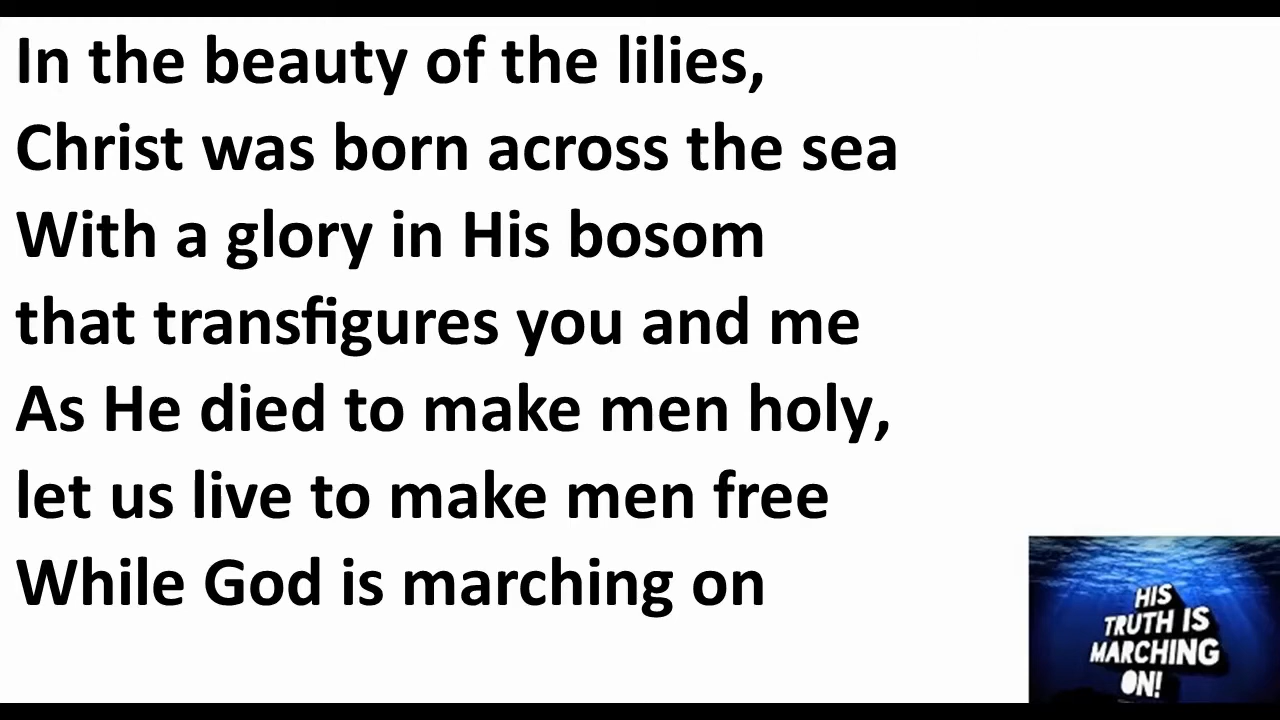 In the beauty of the lilies,
Christ was born across the sea
With a glory in His bosom
that transfigures you and me
As He died to make men holy,
let us live to make men free
While God is marching on
HIS
TRUTH IS
MARCHING
ON!